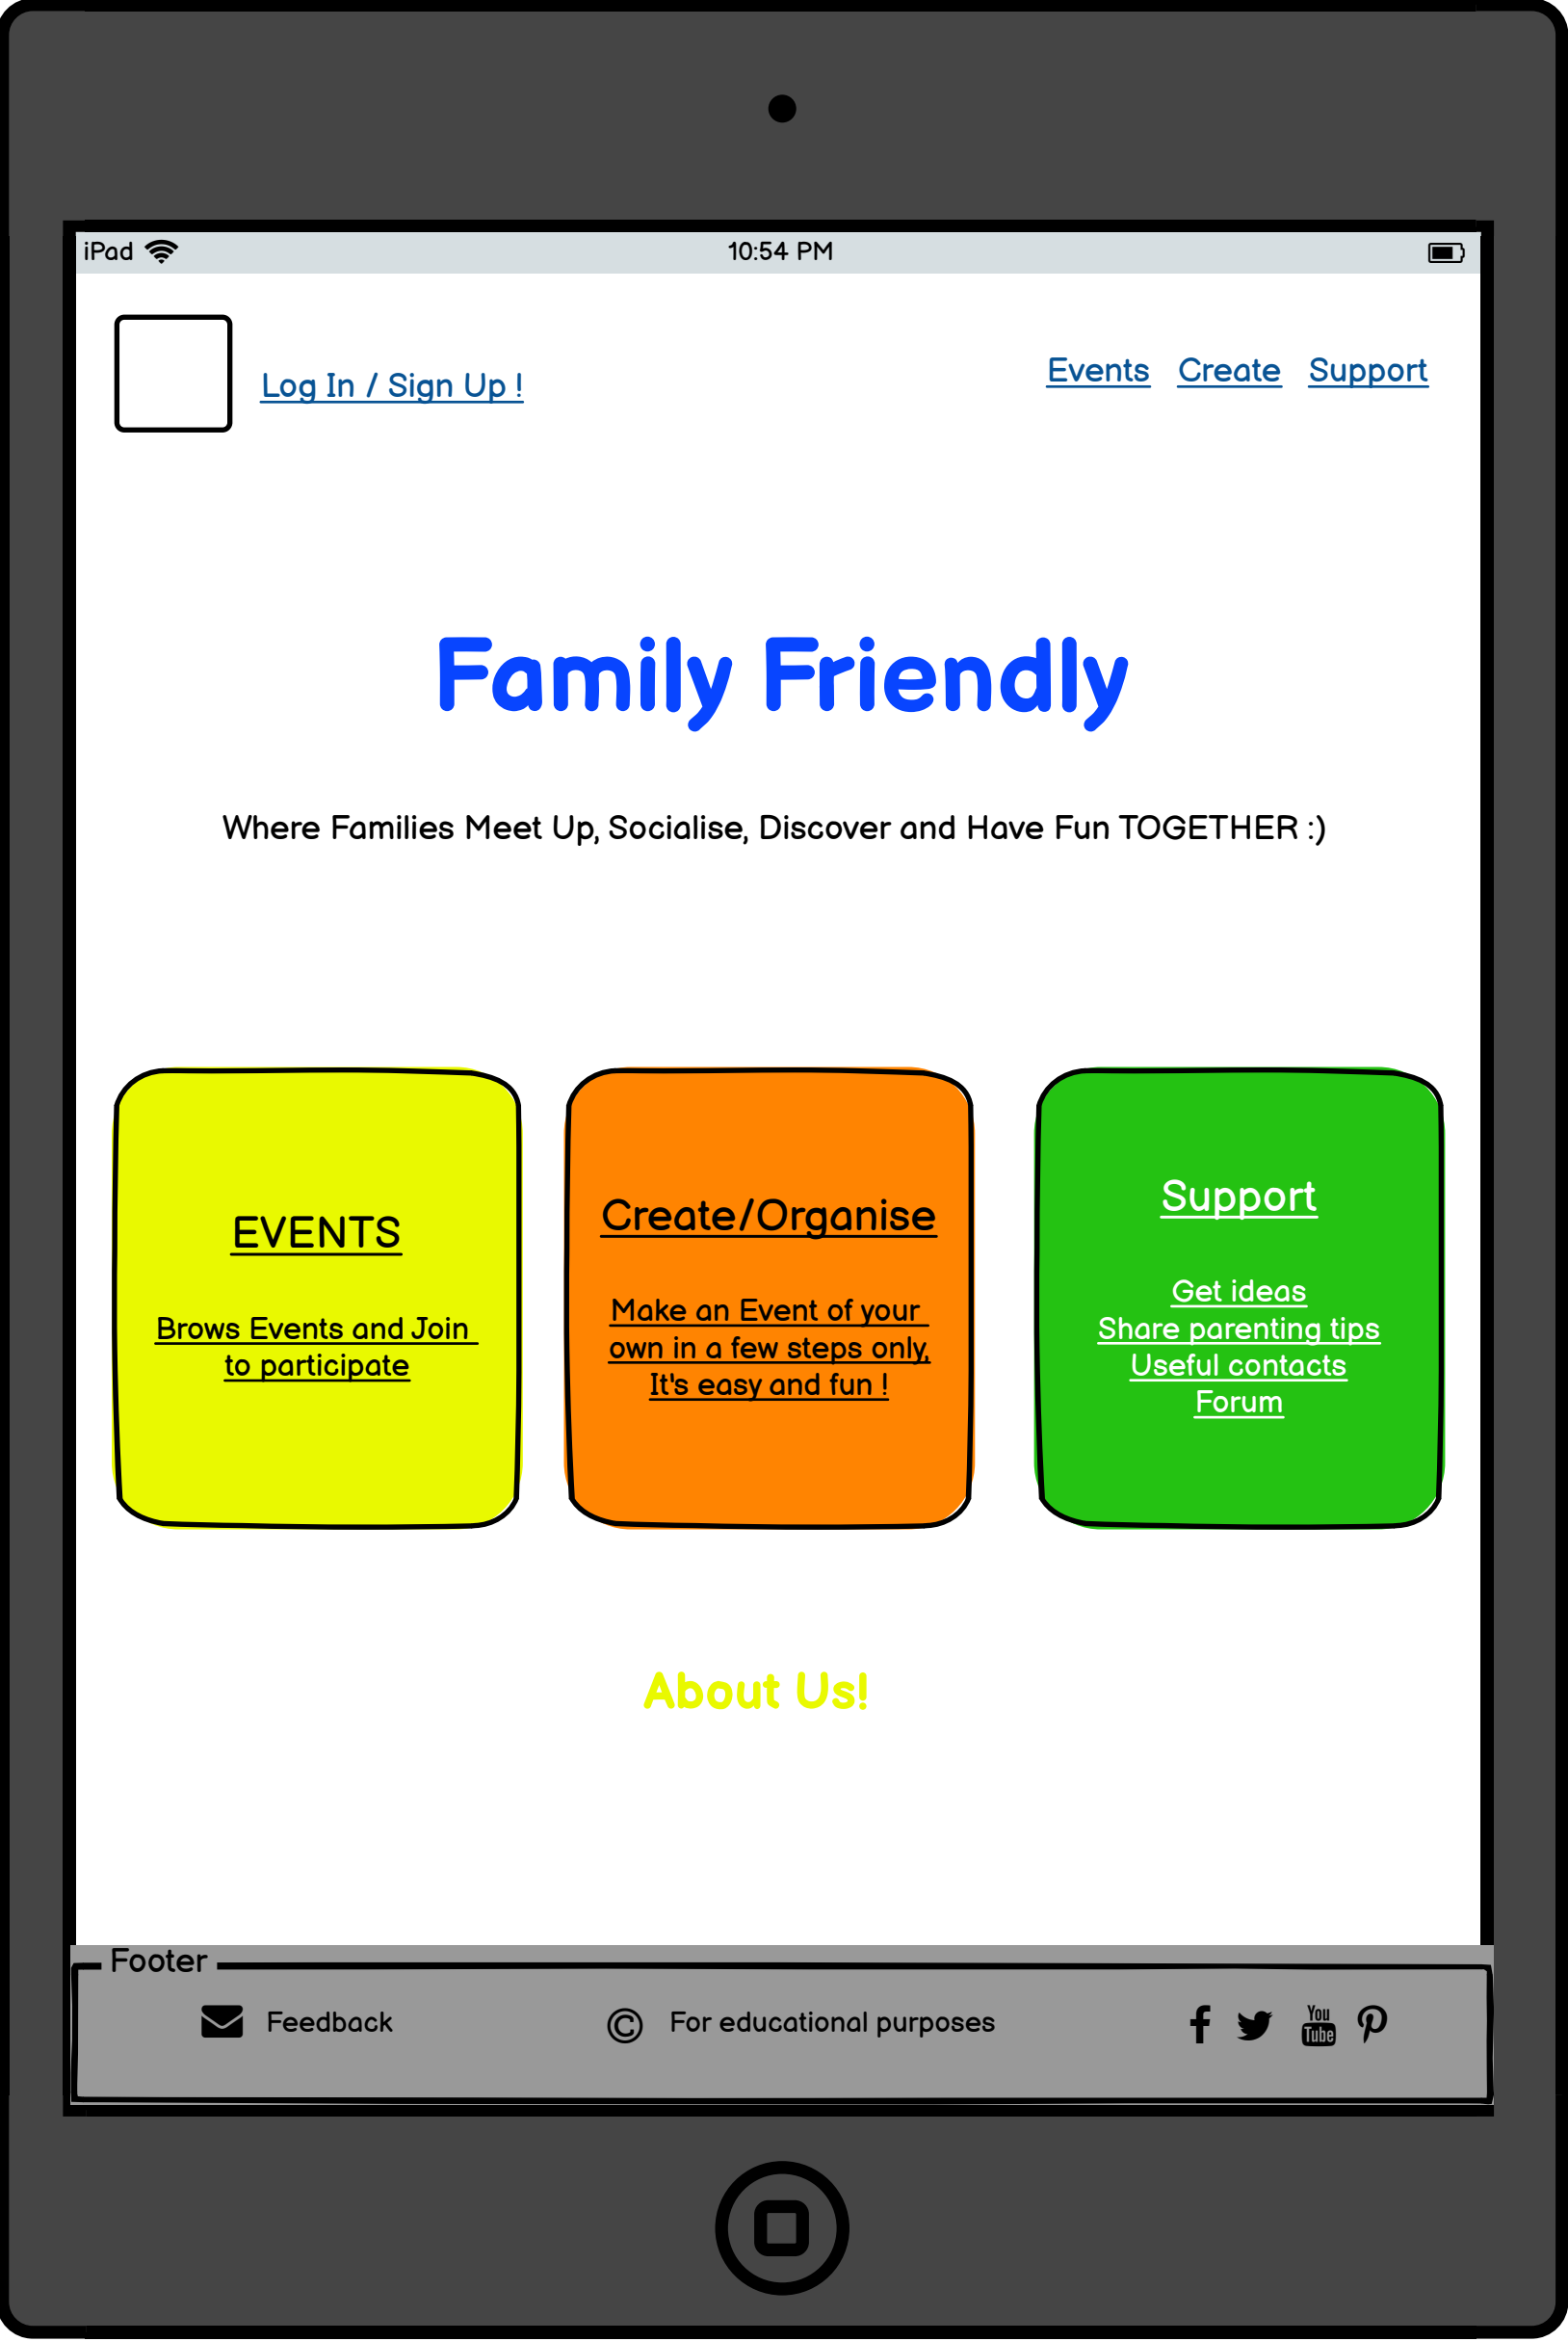 iPad 10:54 PM
Log In / Sign Up !
Events Create Support
Family Friendly
Where Families Meet Up, Socialise, Discover and Have Fun TOGETHER :)
EVENTS
Brows Events and Join
to participate
Create/Organise
Make an Event of your
own in a few steps only,
It's easy and fun !
Support
Get ideas
Share parenting tips
Useful contacts
Forum
About Us!
Footer
Feedback
© For educational purposes
You
Tube